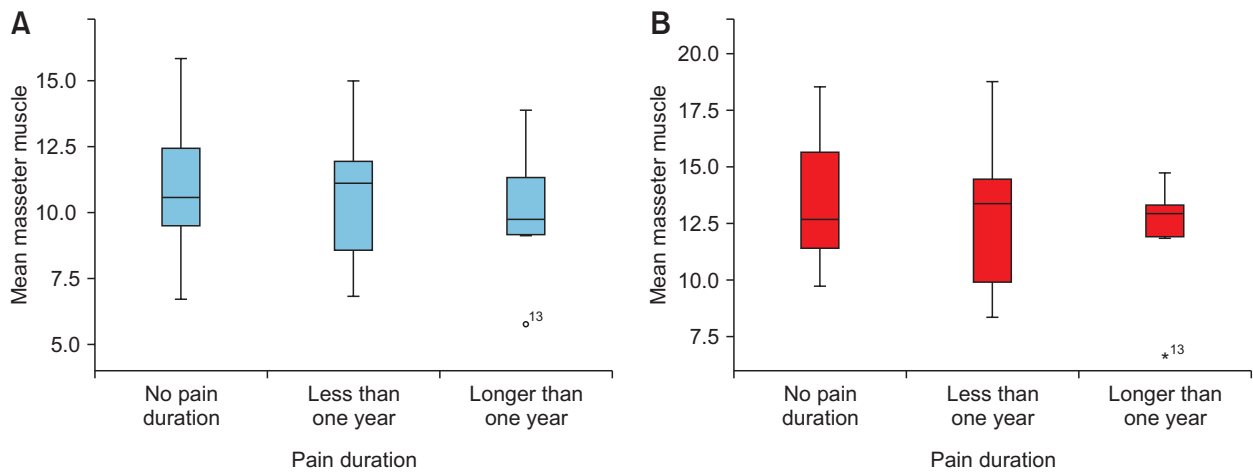 A
Mean masseter muscle
15.0
12.5
10.0
7.5
5.0
13
No pain
duration
Less than
one year
Longer than
one year
Pain duration
B
Mean masseter muscle
20.0
17.5
15.0
12.5
10.0
7.5
*13
No pain
duration
Less than
one year
Longer than
one year
Pain duration